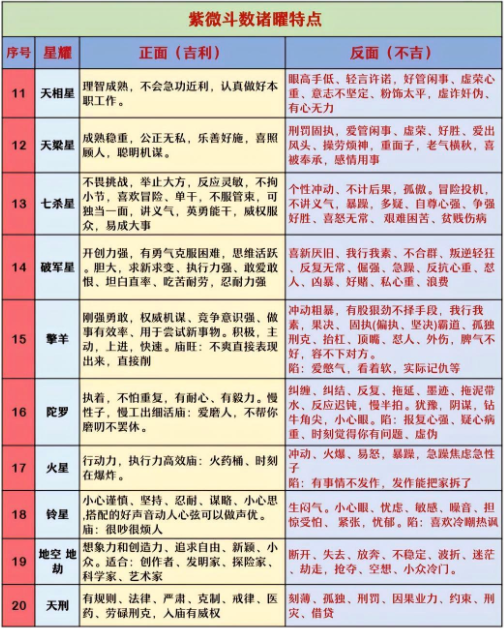 紫微斗数诸曜特点
序号 星耀 正面（吉利） 反面（不吉）
11 天相星
理智成熟，不会急功近利，认真做好本
职工作。
眼高手低、轻言许诺，好管闲事、虚荣心
重、意志不坚定、粉饰太平，虚诈奸伪、
有心无力
12 天梁星
成熟稳重，公正无私，乐善好施，喜照
顾人，聪明机谋。
刑罚固执，爱管闲事、虚荣、好胜、爱出
风头、操劳烦神，重面子，老气横秋，喜
被奉承，感情用事
13 七杀星
不畏挑战，举止大方，反应灵敏，不拘
小节，喜欢冒险、单干，不服管束，可
独当一面，讲义气，英勇能干，威权服
众，易成大事
个性冲动、不计后果，孤傲。冒险投机，
不讲义气，暴躁，多疑、自尊心强、争强
好胜、喜怒无常、 艰难困苦、贫贱伤病
14 破军星
开创力强，有勇气克服困难，思维活跃
。胆大，求新求变、执行力强、敢爱敢
恨、坦白直率、吃苦耐劳，忍耐力强
喜新厌旧、我行我素、不合群、叛逆轻狂
、反复无常、倔强、急躁、反抗心重、怼
人、凶暴、好赌、私心重、浪费
15 擎羊
刚强勇敢，权威机谋、竞争意识强、做
事有效率、用于尝试新事物。积极，主
动，上进，快速。庙旺：不爽直接表现
出来，直接削
冲动粗暴，有股狠劲不择手段，我行我
素，果决、 固执(偏执、坚决)霸道，孤独
刑克、抬杠、顶嘴、怼人、外伤，脾气不
好，容不下对方。
陷：爱憋气，看着软，实际记仇等
16 陀罗
执着，不怕重复，有耐心、有毅力。慢
性子，慢工出细活庙：爱磨人，不帮你
磨叨不罢休。
纠缠、纠结、反复、拖延、墨迹、拖泥带
水、反应迟钝，慢半拍。犹豫，阴谋，钻
牛角尖，小心眼。陷：报复心强、疑心病
重、时刻觉得你有问题、虚伪
17 火星
行动力，执行力高效庙：火药桶、时刻
在爆炸。
冲动、火爆、易怒，暴躁，急躁焦虑急性
子
陷：有事情不发作，发作能把家拆了
18 铃星
小心谨慎、坚持、忍耐、谋略、小心思
,搭配的好声音动人心弦可以做声优。
庙：很吵很烦人
生闷气。小心眼、忧虑、敏感、噪音、担
惊受怕、 紧张，忧郁。陷：喜欢冷嘲热讽
19 地空 地
劫
想象力和创造力，追求自由、新颖、小
众。适合：创作者、发明家、探险家、
科学家、艺术家
断开、失去、放弃、不稳定、波折、迷茫
、劫走，抢夺、空想、小众冷门。
20 天刑
有规则、法律、严肃、克制、戒律、医
药、劳碌刑克，入庙有威权
刻薄、孤独、刑罚、因果业力、约束、刑
灾、借贷